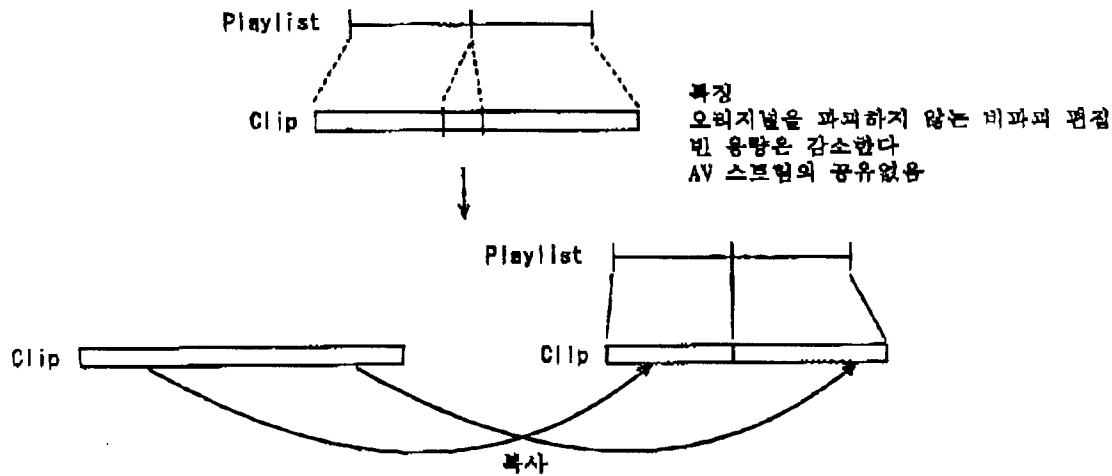 Playlist
Clip
특징
오리지널을 파괴하지 않는 비파괴 편집
빈 용량은 감소한다
AV 스트림의 공유없음
Playlist
Clip
Clip
복사